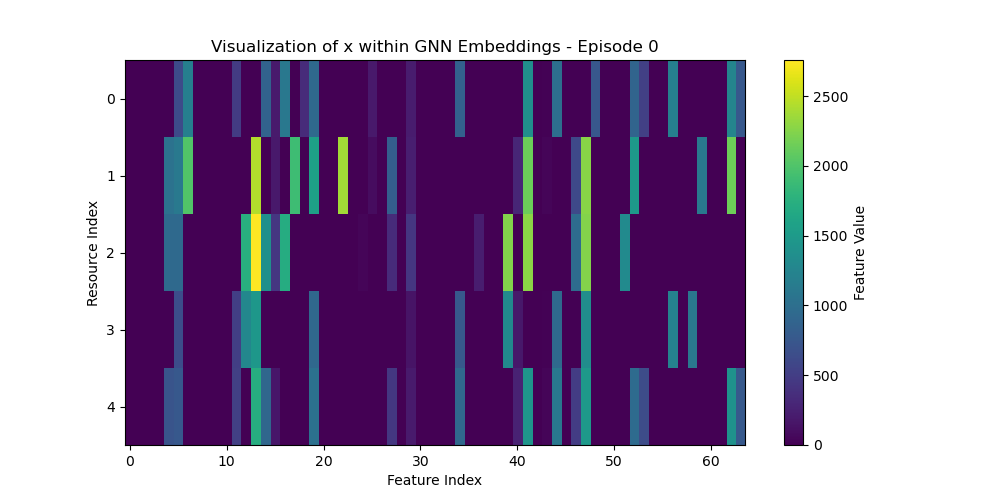 Visualization of x within GNN Embeddings - Episode 0
Resource Index
0
1
2
3
4
0 10 20 30 40 50 60
Feature Index
2500
2000
1500
1000
500
0
Feature Value